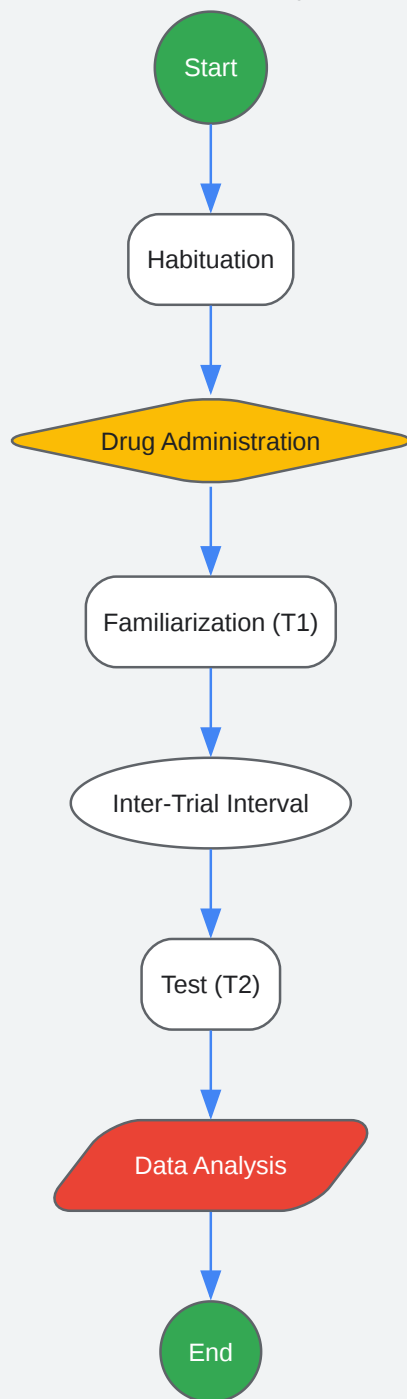 Start
Habituation
Drug Administration
Familiarization (T1)
Inter-Trial Interval
Test (T2)
Data Analysis
End